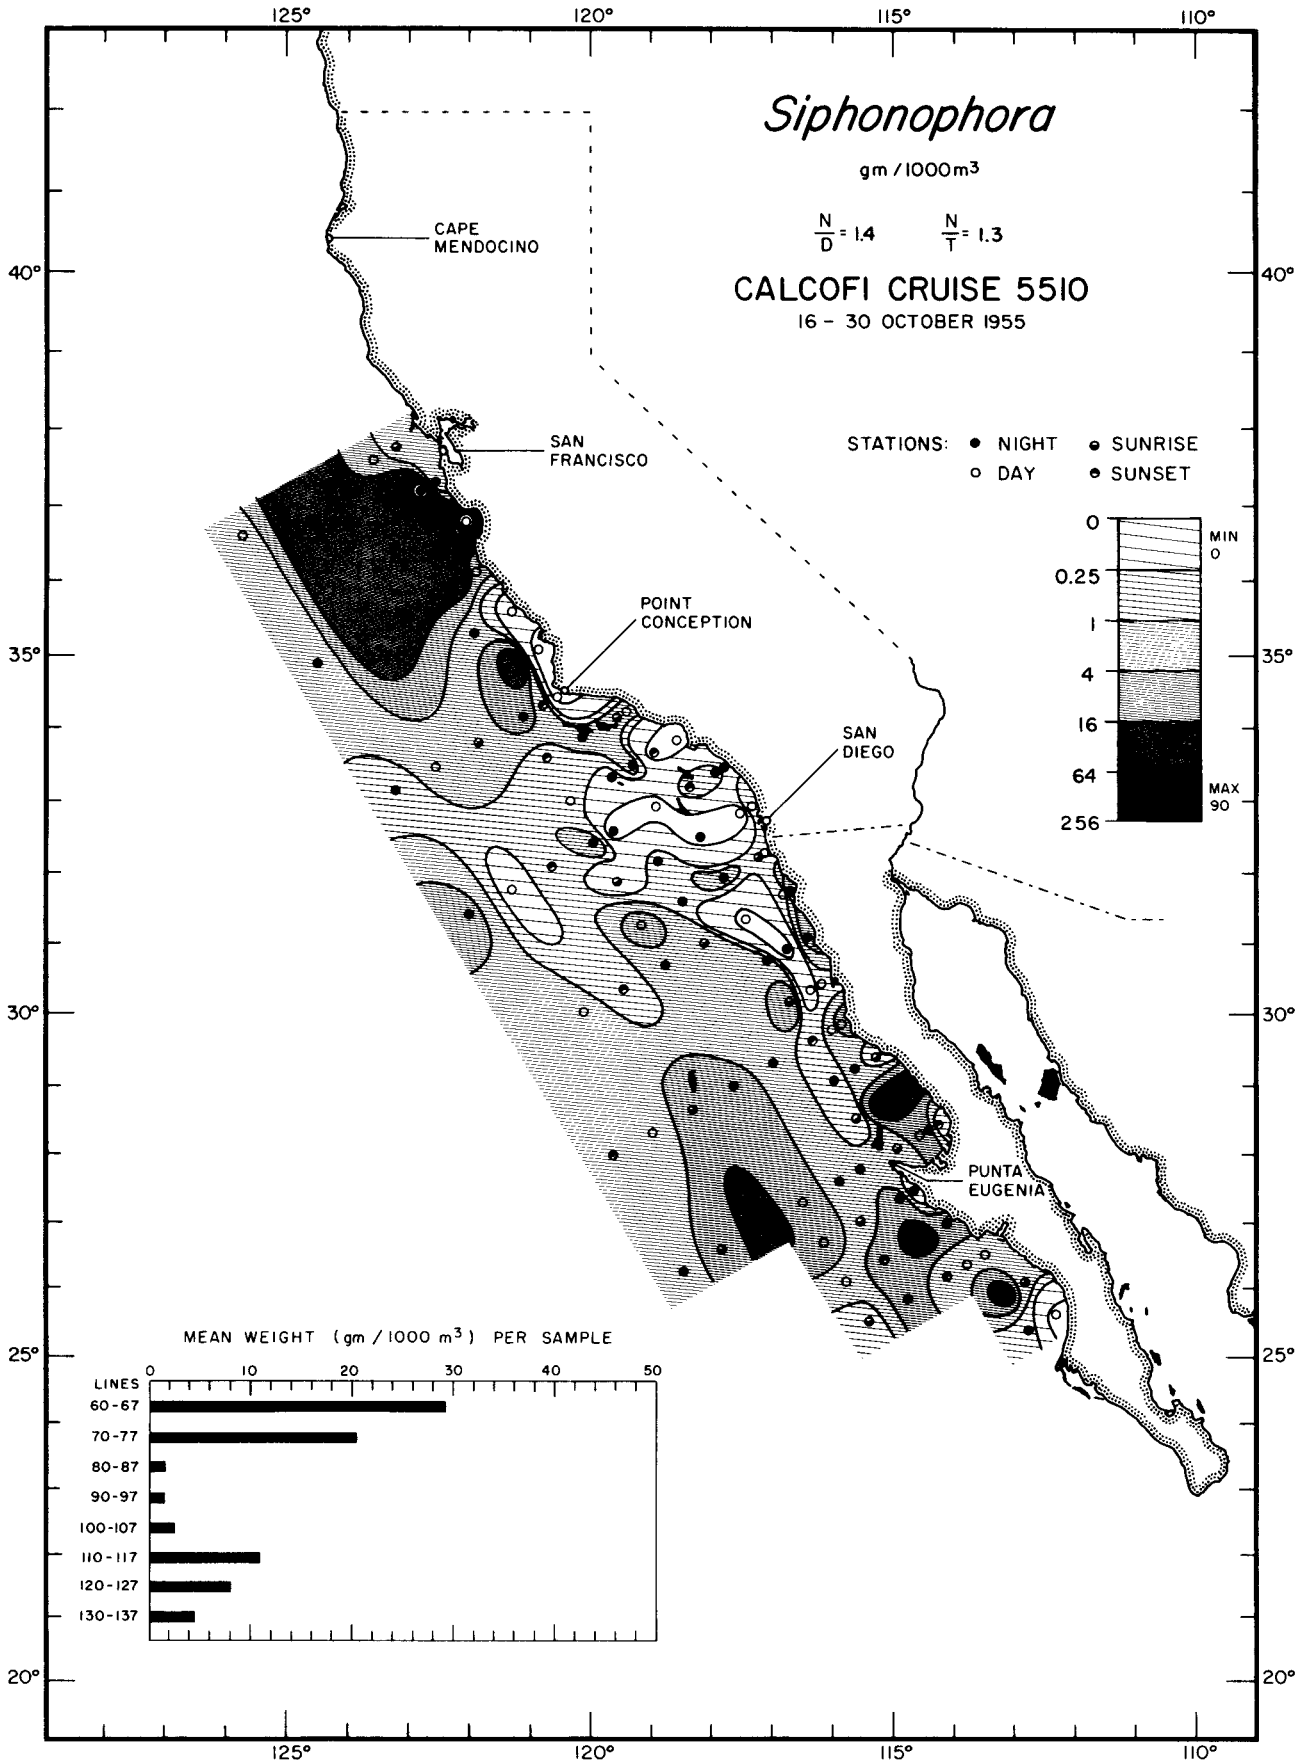 125° 120° 115° 110°
Siphonophora
gm/1000m³
N/D = 1.4 N/T = 1.3
CALCOFI CRUISE 5510
16 – 30 OCTOBER 1955
CAPE
MENDOCINO
40° 40°
SAN
FRANCISCO
STATIONS: ● NIGHT SUNRISE
○ DAY SUNSET
0
MIN
0
0.25
1
4
16
64
MAX
90
256
POINT
CONCEPTION
35° 35°
SAN
DIEGO
30° 30°
PUNTA
EUGENIA
25° 25°
MEAN WEIGHT (gm/1000 m³) PER SAMPLE
0 10 20 30 40 50
LINES
60-67
70-77
80-87
90-97
100-107
110-117
120-127
130-137
20° 20°
125° 120° 115° 110°